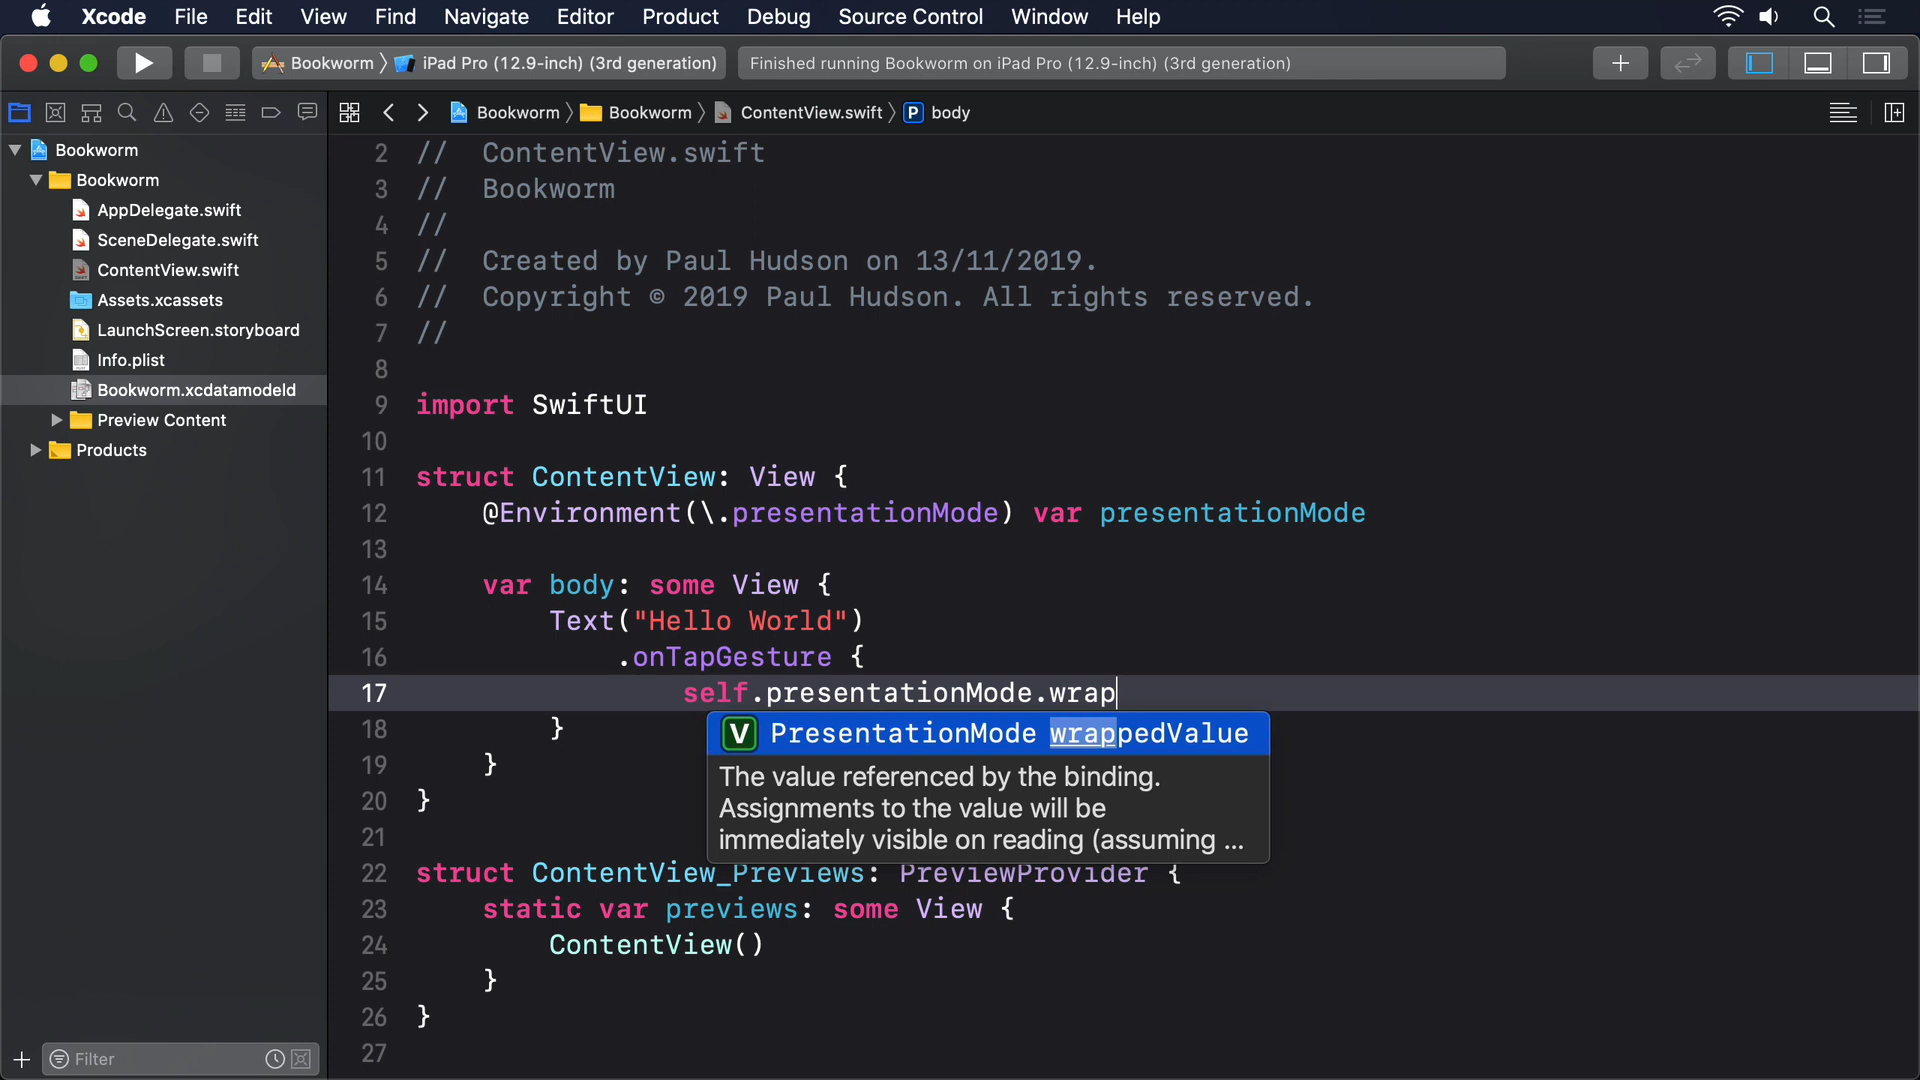 Xcode File Edit View Find Navigate Editor Product Debug Source Control Window Help
Bookworm 〉 iPad Pro (12.9-inch) (3rd generation)
Finished running Bookworm on iPad Pro (12.9-inch) (3rd generation)
Bookworm 〉 Bookworm 〉 ContentView.swift 〉 P body
Bookworm
Bookworm
AppDelegate.swift
SceneDelegate.swift
ContentView.swift
Assets.xcassets
LaunchScreen.storyboard
Info.plist
Bookworm.xcdatamodeld
Preview Content
Products
Filter
2 //  ContentView.swift
3 //  Bookworm
4 //
5 //  Created by Paul Hudson on 13/11/2019.
6 //  Copyright © 2019 Paul Hudson. All rights reserved.
7 //
8
9 import SwiftUI
10
11 struct ContentView: View {
12     @Environment(\.presentationMode) var presentationMode
13
14     var body: some View {
15         Text("Hello World")
16             .onTapGesture {
17                 self.presentationMode.wrap
V PresentationMode wrappedValue
The value referenced by the binding.
Assignments to the value will be
immediately visible on reading (assuming ...
18         }
19     }
20 }
21
22 struct ContentView_Previews: PreviewProvider {
23     static var previews: some View {
24         ContentView()
25     }
26 }
27